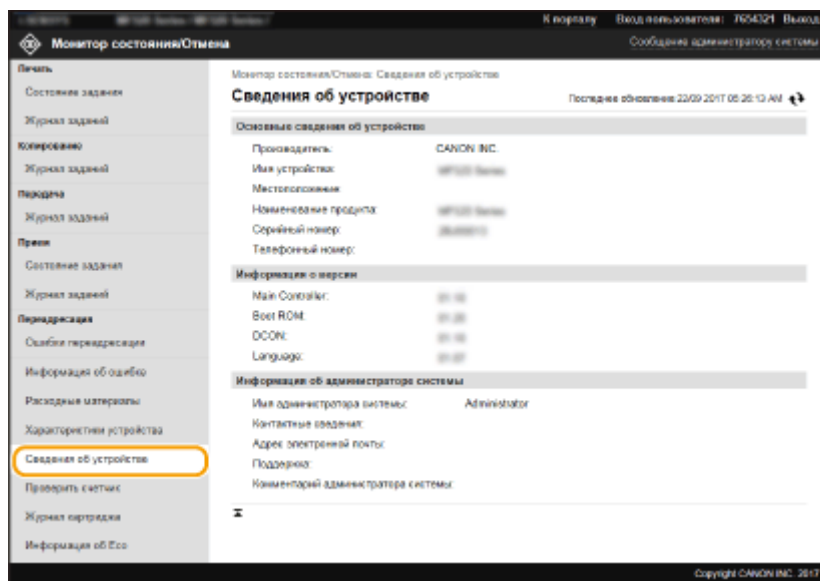 К порталу Вход пользователя: 7654321 Выход
Монитор состояния/Отмена
Сообщение администратору системы
Печать
Состояние задания
Журнал заданий
Копирование
Журнал заданий
Передача
Журнал заданий
Прием
Состояние задания
Журнал заданий
Переадресация
Ошибки переадресации
Информация об ошибке
Расходные материалы
Характеристики устройства
Сведения об устройстве
Проверить счетчик
Журнал картриджа
Информация об Eco
Монитор состояния/Отмена: Сведения об устройстве
Сведения об устройстве
Последнее обновление: 22/09 2017 05:26:13 AM
Основные сведения об устройстве
Производитель: CANON INC.
Имя устройства:
Местоположение:
Наименование продукта:
Серийный номер:
Телефонный номер:
Информация о версии
Main Controller:
Boot ROM:
DCON:
Language:
Информация об администраторе системы
Имя администратора системы: Administrator
Контактные сведения:
Адрес электронной почты:
Поддержка:
Комментарий администратора системы:
Copyright CANON INC. 2017